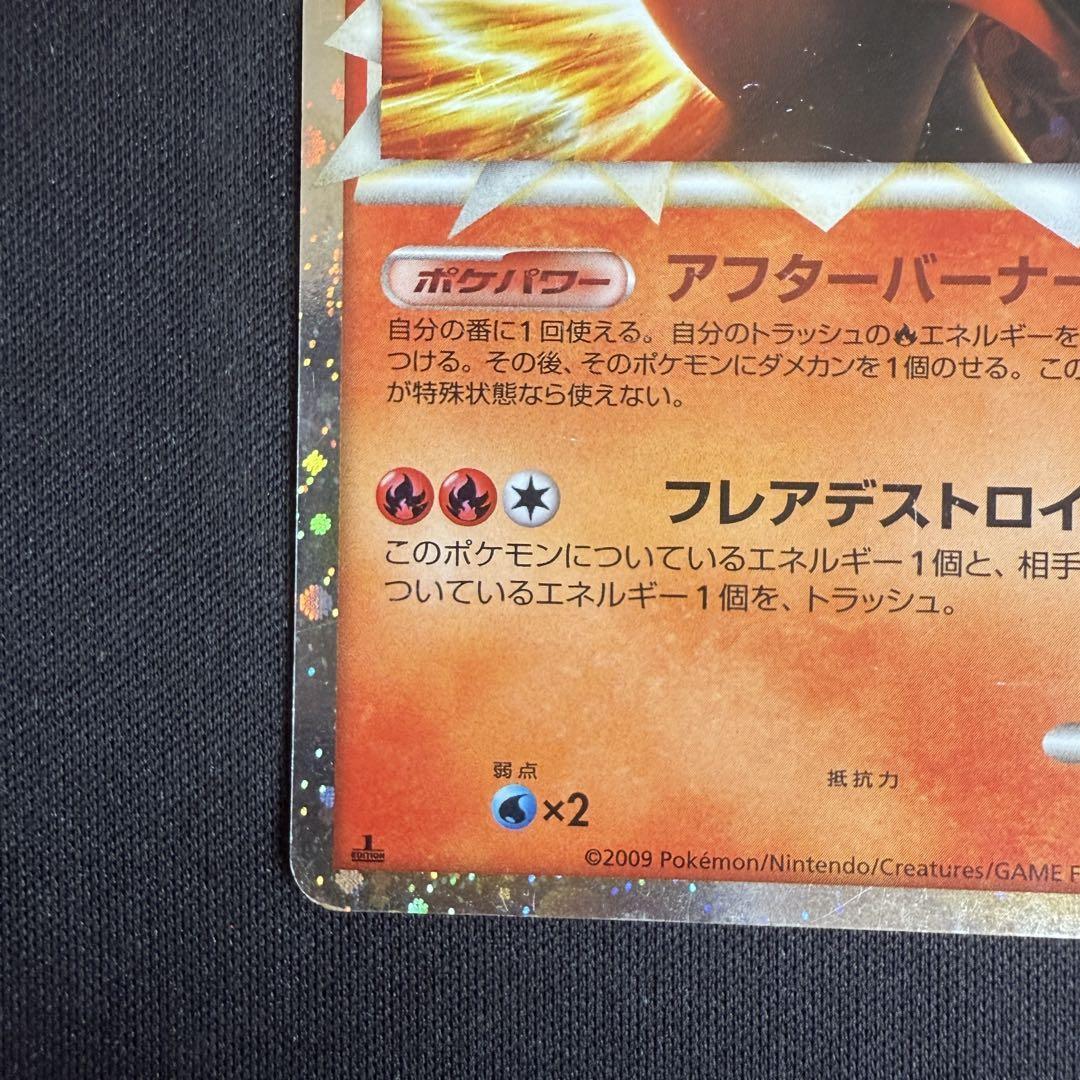 ポケパワー アフターバーナー
自分の番に1回使える。自分のトラッシュのエネルギーを
つける。その後、そのポケモンにダメカンを1個のせる。この
が特殊状態なら使えない。
フレアデストロイ
このポケモンについているエネルギー1個と、相手
ついているエネルギー1個を、トラッシュ。
弱点 抵抗力
×2
1 EDITION
©2009 Pokémon/Nintendo/Creatures/GAME F